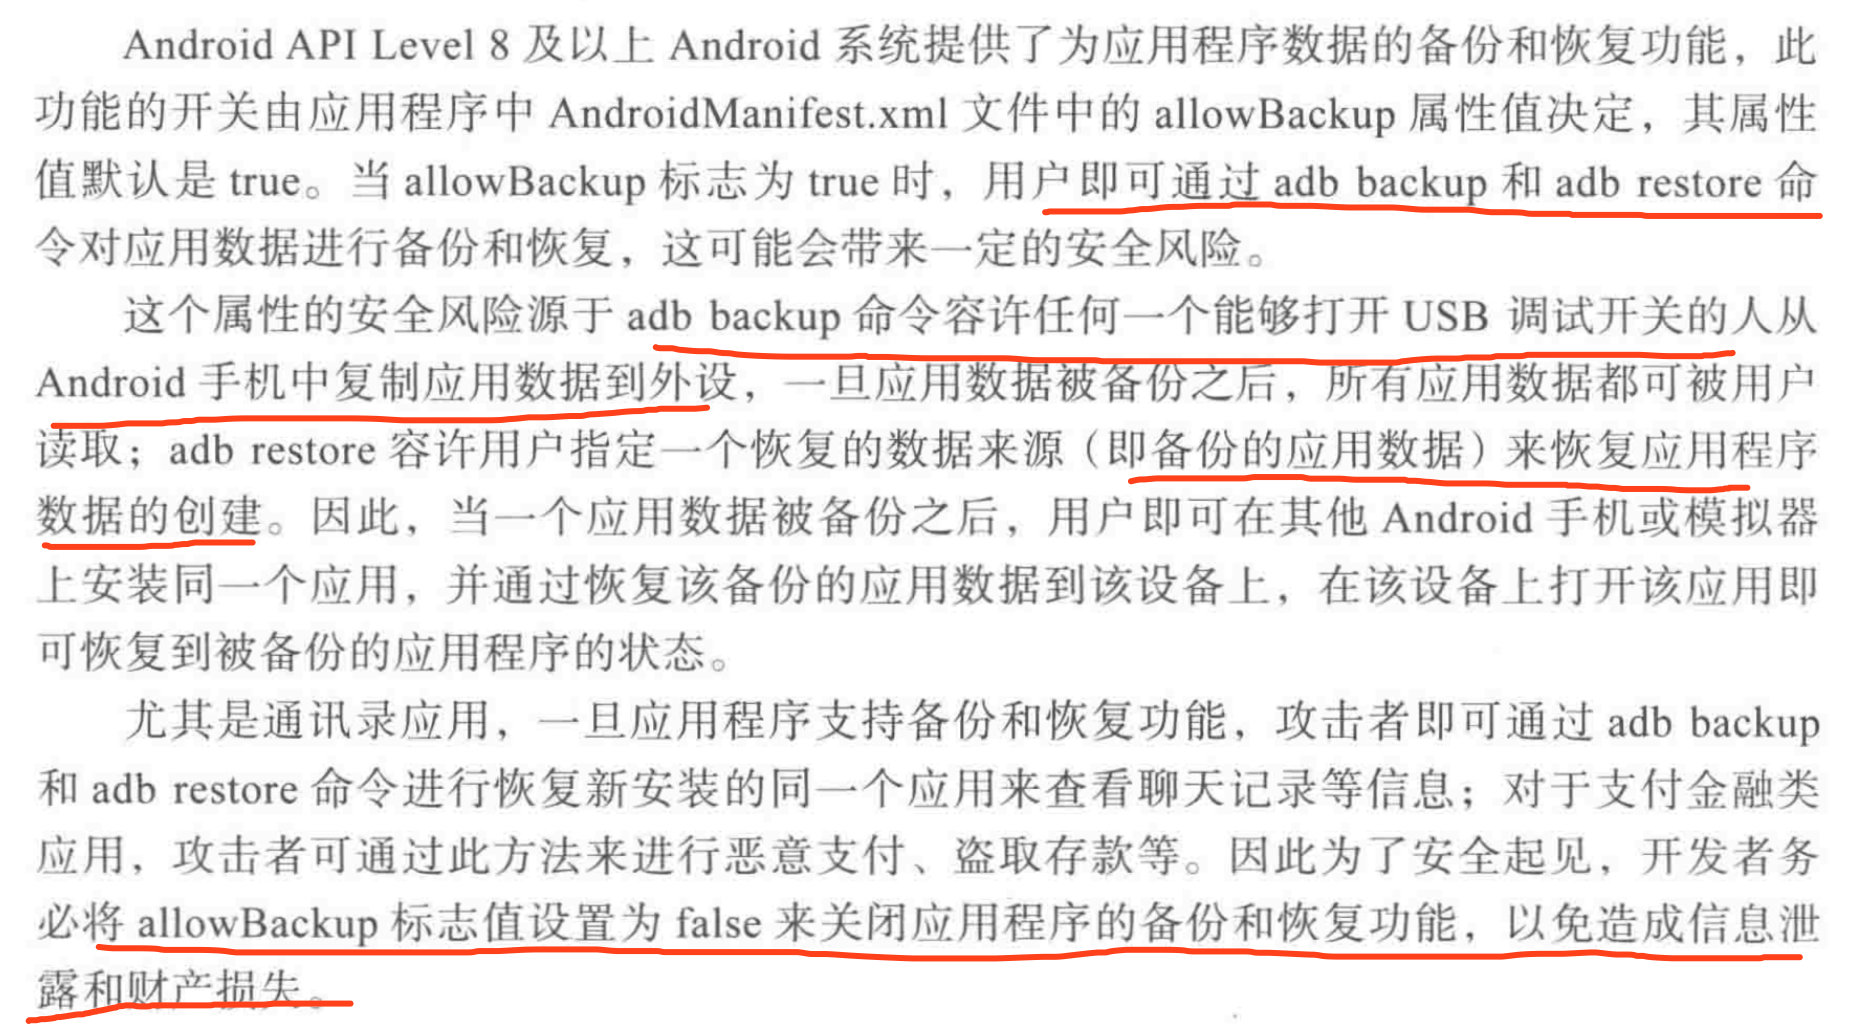 Android API Level 8 及以上 Android 系统提供了为应用程序数据的备份和恢复功能，此
功能的开关由应用程序中 AndroidManifest.xml 文件中的 allowBackup 属性值决定，其属性
值默认是 true。当 allowBackup 标志为 true 时，用户即可通过 adb backup 和 adb restore 命
令对应用数据进行备份和恢复，这可能会带来一定的安全风险。
这个属性的安全风险源于 adb backup 命令容许任何一个能够打开 USB 调试开关的人从
Android 手机中复制应用数据到外设，一旦应用数据被备份之后，所有应用数据都可被用户
读取；adb restore 容许用户指定一个恢复的数据来源（即备份的应用数据）来恢复应用程序
数据的创建。因此，当一个应用数据被备份之后，用户即可在其他 Android 手机或模拟器
上安装同一个应用，并通过恢复该备份的应用数据到该设备上，在该设备上打开该应用即
可恢复到被备份的应用程序的状态。
尤其是通讯录应用，一旦应用程序支持备份和恢复功能，攻击者即可通过 adb backup
和 adb restore 命令进行恢复新安装的同一个应用来查看聊天记录等信息；对于支付金融类
应用，攻击者可通过此方法来进行恶意支付、盗取存款等。因此为了安全起见，开发者务
必将 allowBackup 标志值设置为 false 来关闭应用程序的备份和恢复功能，以免造成信息泄
露和财产损失。